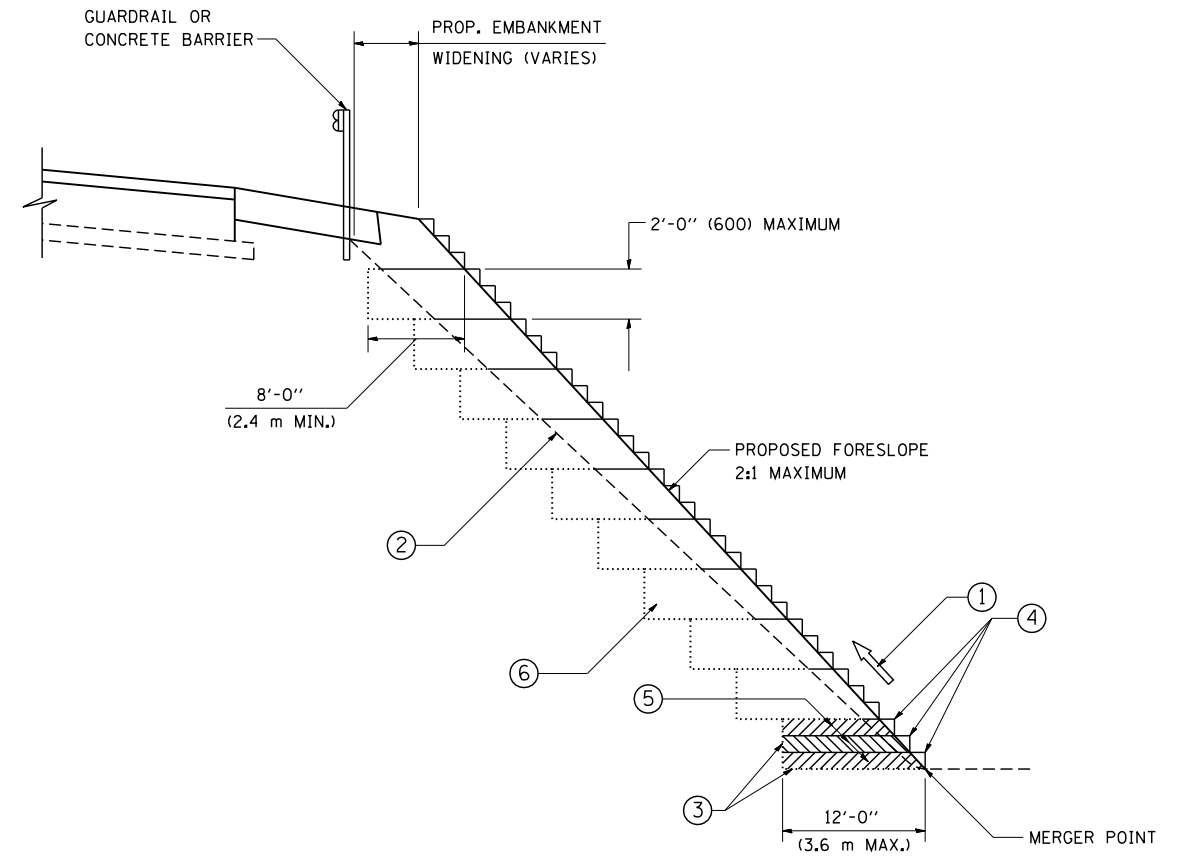 GUARDRAIL OR
CONCRETE BARRIER
PROP. EMBANKMENT
WIDENING (VARIES)
2'-0'' (600) MAXIMUM
8'-0''
(2.4 m MIN.)
PROPOSED FORESLOPE
2:1 MAXIMUM
2
1
4
6
5
3
12'-0''
(3.6 m MAX.)
MERGER POINT